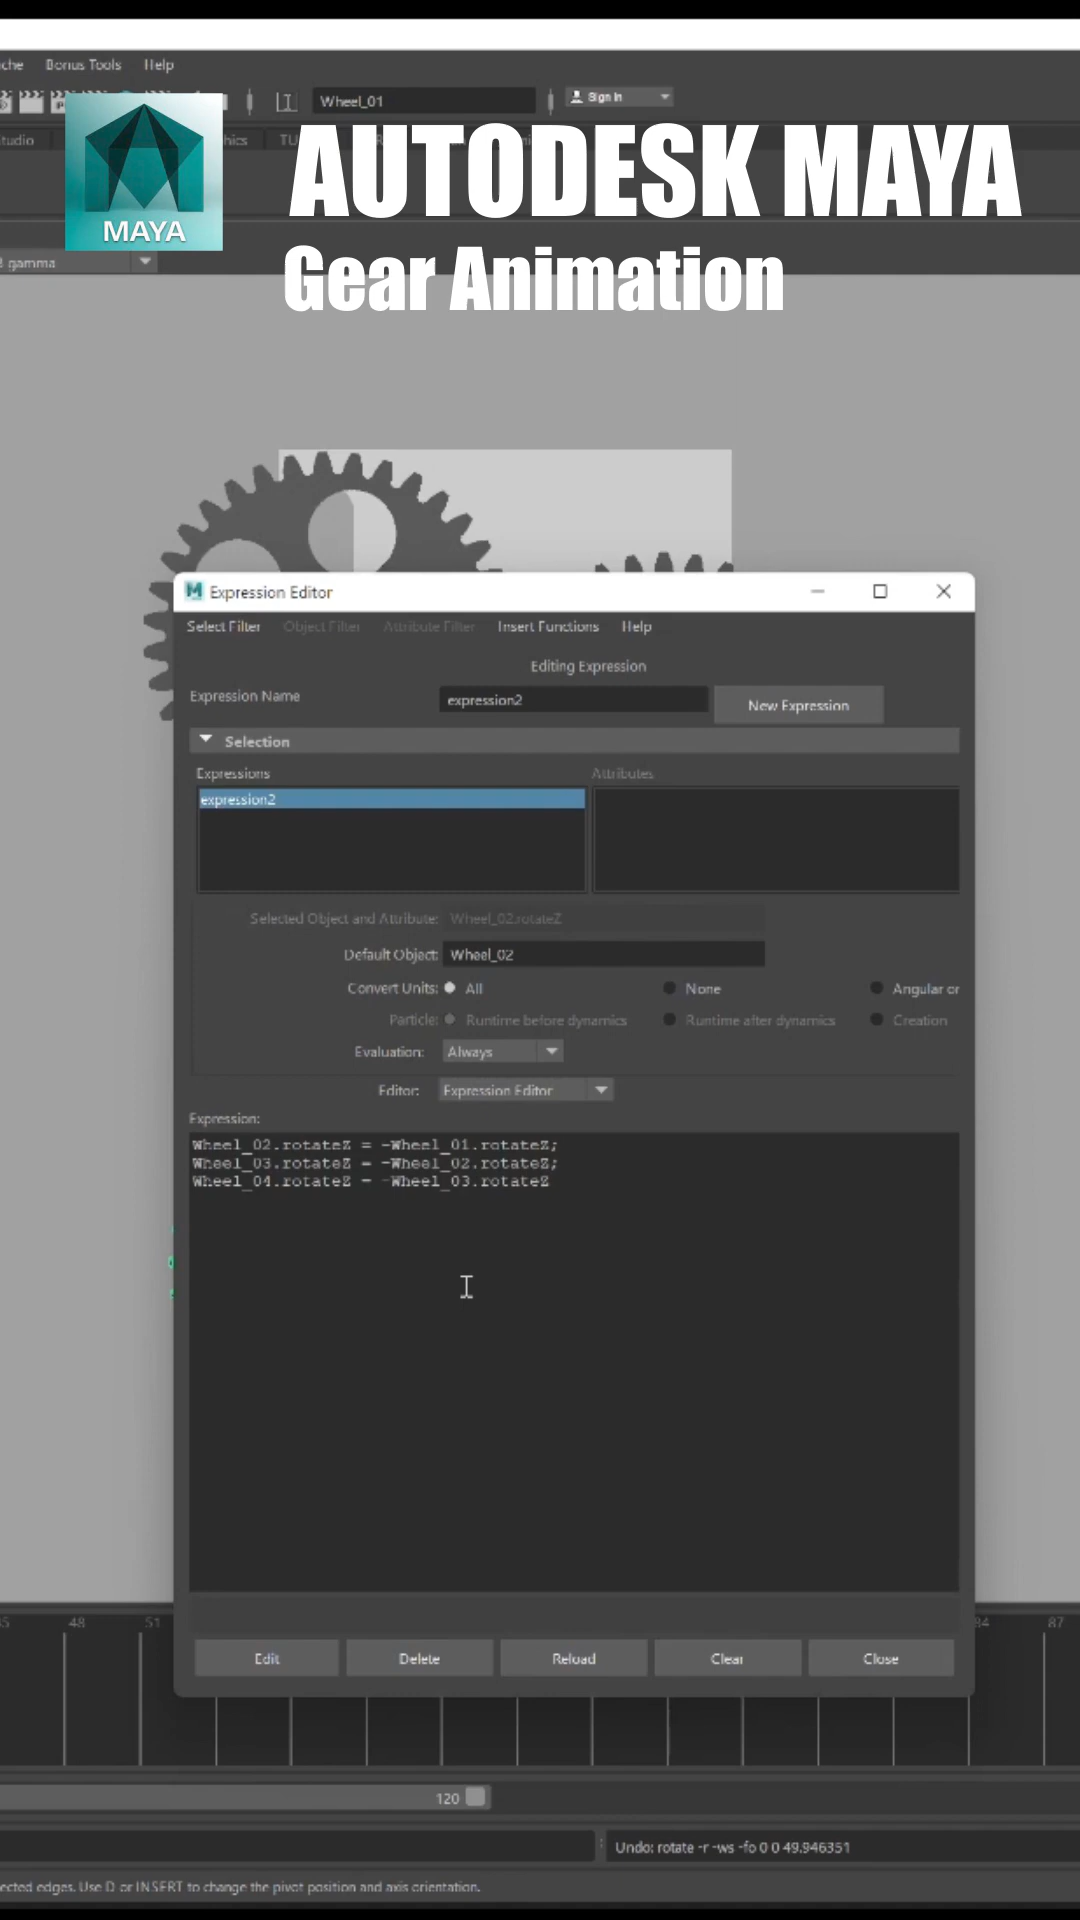 Bonus Tools Help
Wheel_01
Sign In
AUTODESK MAYA
MAYA
gamma
Gear Animation
Expression Editor
Select Filter Object Filter Attribute Filter Insert Functions Help
Editing Expression
Expression Name expression2 New Expression
Selection
Expressions Attributes
expression2
Selected Object and Attribute: Wheel_02.rotateZ
Default Object: Wheel_02
Convert Units: All None Angular or
Particle: Runtime before dynamics Runtime after dynamics Creation
Evaluation: Always
Editor: Expression Editor
Expression:
Wheel_02.rotateZ = -Wheel_01.rotateZ;
Wheel_03.rotateZ = -Wheel_02.rotateZ;
Wheel_04.rotateZ = -Wheel_03.rotateZ
48 51 84 87
Edit Delete Reload Clear Close
120
Undo: rotate -r -ws -fo 0 0 49.946351
ected edges. Use D or INSERT to change the pivot position and axis orientation.